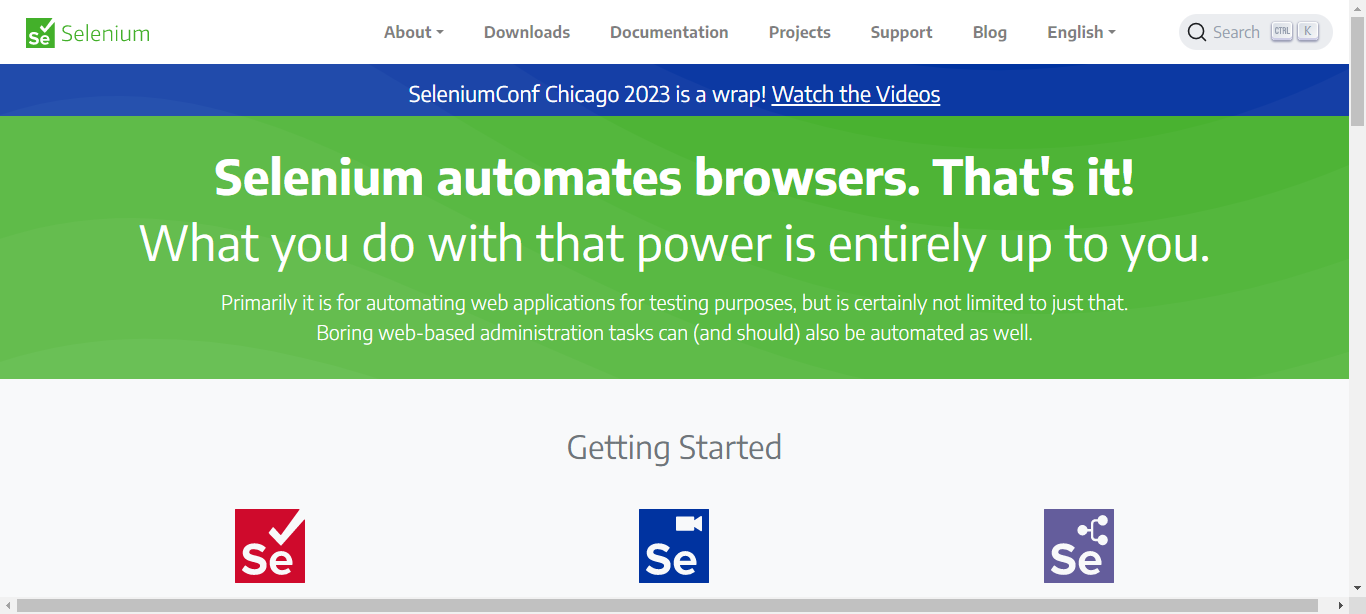 Se Selenium About Downloads Documentation Projects Support Blog English Search CTRL K
SeleniumConf Chicago 2023 is a wrap! Watch the Videos
Selenium automates browsers. That's it!
What you do with that power is entirely up to you.
Primarily it is for automating web applications for testing purposes, but is certainly not limited to just that.
Boring web-based administration tasks can (and should) also be automated as well.
Getting Started
Se Se Se